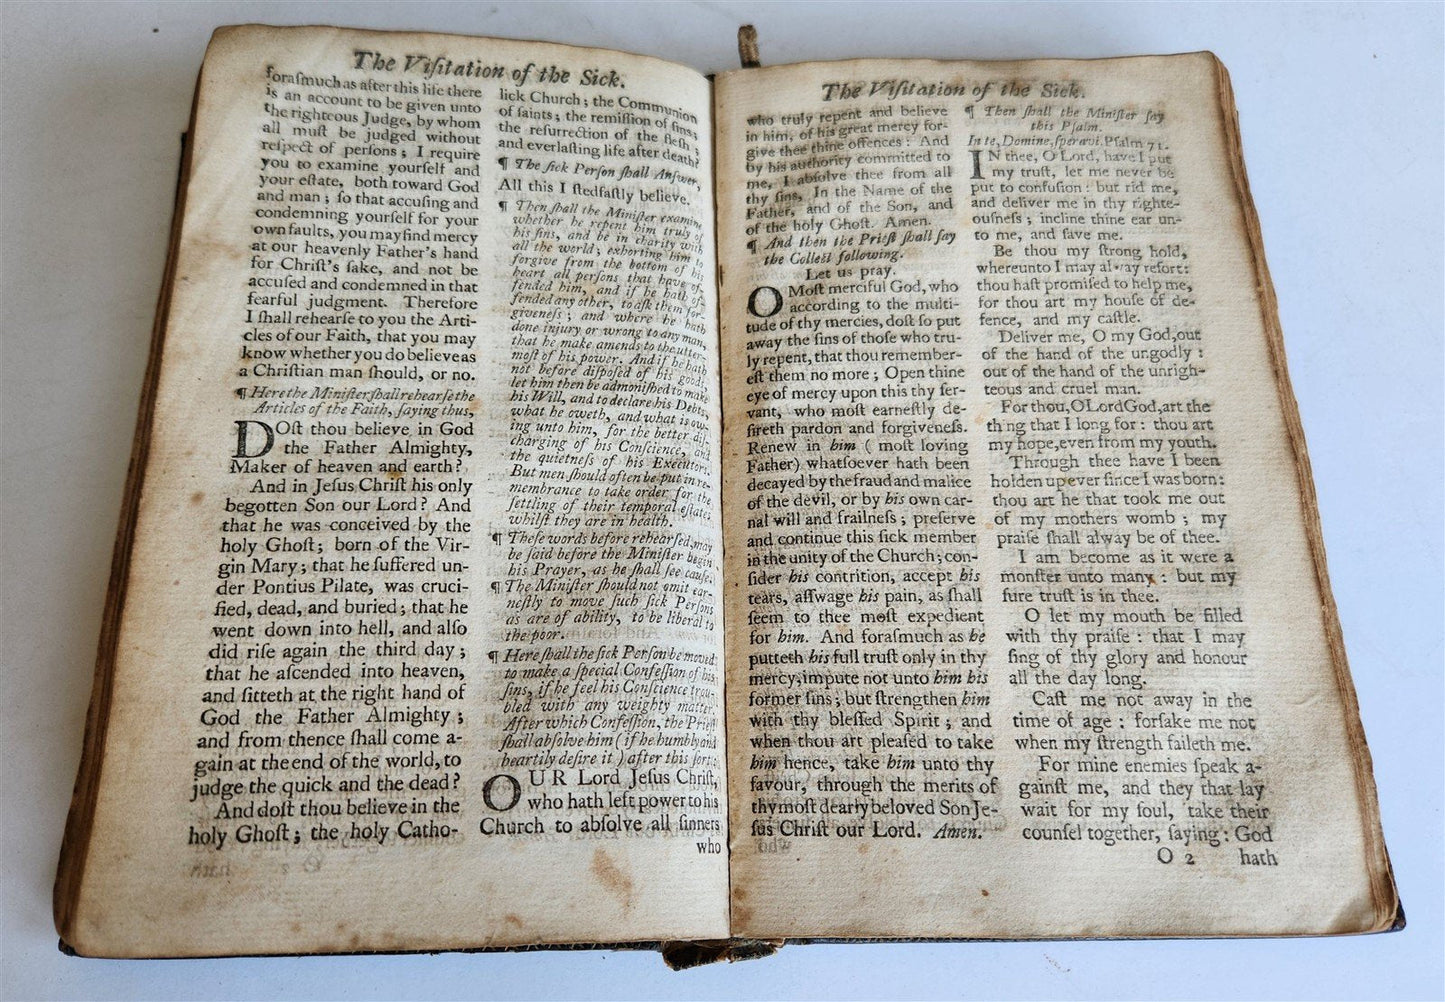 The Viſitation of the Sick.
foraſmuch as after this life there
is an account to be given unto
the righteous Judge, by whom
all muſt be judged without
reſpect of perſons; I require
you to examine yourſelf and
your eſtate, both toward God
and man; ſo that accuſing and
condemning yourſelf for your
own faults, you may find mercy
at our heavenly Father's hand
for Chriſt's ſake, and not be
accuſed and condemned in that
fearful judgment. Therefore
I ſhall rehearſe to you the Arti-
cles of our Faith, that you may
know whether you do believe as
a Chriſtian man ſhould, or no.
¶ Here the Miniſter ſhall rehearſe the
Articles of the Faith, ſaying thus,
DOſt thou believe in God
the Father Almighty,
Maker of heaven and earth?
And in Jeſus Chriſt his only
begotten Son our Lord? And
that he was conceived by the
holy Ghoſt; born of the Vir-
gin Mary; that he ſuffered un-
der Pontius Pilate, was cruci-
fied, dead, and buried; that he
went down into hell, and alſo
did riſe again the third day;
that he aſcended into heaven,
and ſitteth at the right hand of
God the Father Almighty;
and from thence ſhall come a-
gain at the end of the world, to
judge the quick and the dead?
And doſt thou believe in the
holy Ghoſt; the holy Catho-
lick Church; the Communion
of ſaints; the remiſſion of ſins;
the reſurrection of the fleſh;
and everlaſting life after death?
¶ The ſick Perſon ſhall Anſwer,
All this I ſtedfaſtly believe.
¶ Then ſhall the Miniſter examine
whether he repent him truly of
his ſins, and be in charity with
all the world; exhorting him to
forgive from the bottom of his
heart all perſons that have of-
fended him, and if he hath of-
fended any other, to aſk them for-
giveneſs; and where he hath
done injury or wrong to any man,
that he make amends to the utter-
moſt of his power. And if he hath
not before diſpoſed of his goods,
let him then be admoniſhed to make
his Will, and to declare his Debts,
what he oweth, and what is ow-
ing unto him, for the better diſ-
charging of his Conſcience, and
the quietneſs of his Executors.
But men ſhould often be put in re-
membrance to take order for the
ſettling of their temporal eſtates
whilſt they are in health.
¶ Theſe words before rehearſed, may
be ſaid before the Miniſter begin
his Prayer, as he ſhall ſee cauſe.
¶ The Miniſter ſhould not omit ear-
neſtly to move ſuch ſick Perſons
as are of ability, to be liberal to
the poor.
¶ Here ſhall the ſick Perſon be moved
to make a ſpecial Confeſſion of his
ſins, if he feel his Conſcience trou-
bled with any weighty matter.
After which Confeſſion, the Prieſt
ſhall abſolve him (if he humbly and
heartily deſire it) after this ſort:
OUR Lord Jeſus Chriſt,
who hath left power to his
Church to abſolve all ſinners
who
The Viſitation of the Sick.
who truly repent and believe
in him, of his great mercy for-
give thee thine offences: And
by his authority committed to
me, I abſolve thee from all
thy ſins, In the Name of the
Father, and of the Son, and
of the holy Ghoſt. Amen.
¶ And then the Prieſt ſhall ſay
the Collect following.
Let us pray.
O Moſt merciful God, who
according to the multi-
tude of thy mercies, doſt ſo put
away the ſins of thoſe who tru-
ly repent, that thou remember-
eſt them no more; Open thine
eye of mercy upon this thy ſer-
vant, who moſt earneſtly de-
ſireth pardon and forgiveneſs.
Renew in him (moſt loving
Father) whatſoever hath been
decayed by the fraud and malice
of the devil, or by his own car-
nal will and frailneſs; preſerve
and continue this ſick member
in the unity of the Church; con-
ſider his contrition, accept his
tears, aſſwage his pain, as ſhall
ſeem to thee moſt expedient
for him. And foraſmuch as he
putteth his full truſt only in thy
mercy, impute not unto him his
former ſins; but ſtrengthen him
with thy bleſſed Spirit; and
when thou art pleaſed to take
him hence, take him unto thy
favour, through the merits of
thy moſt dearly beloved Son Je-
ſus Chriſt our Lord. Amen.
¶ Then ſhall the Miniſter ſay
this Pſalm.
In te, Domine, ſperavi. Pſalm 71.
IN thee, O Lord, have I put
my truſt, let me never be
put to confuſion: but rid me,
and deliver me in thy righte-
ouſneſs; incline thine ear un-
to me, and ſave me.
Be thou my ſtrong hold,
whereunto I may alway reſort:
thou haſt promiſed to help me,
for thou art my houſe of de-
fence, and my caſtle.
Deliver me, O my God, out
of the hand of the ungodly:
out of the hand of the unrigh-
teous and cruel man.
For thou, O Lord God, art the
thing that I long for: thou art
my hope, even from my youth.
Through thee have I been
holden up ever ſince I was born:
thou art he that took me out
of my mothers womb; my
praiſe ſhall alway be of thee.
I am become as it were a
monſter unto many: but my
ſure truſt is in thee.
O let my mouth be filled
with thy praiſe: that I may
ſing of thy glory and honour
all the day long.
Caſt me not away in the
time of age: forſake me not
when my ſtrength faileth me.
For mine enemies ſpeak a-
gainſt me, and they that lay
wait for my ſoul, take their
counſel together, ſaying: God
O 2 hath